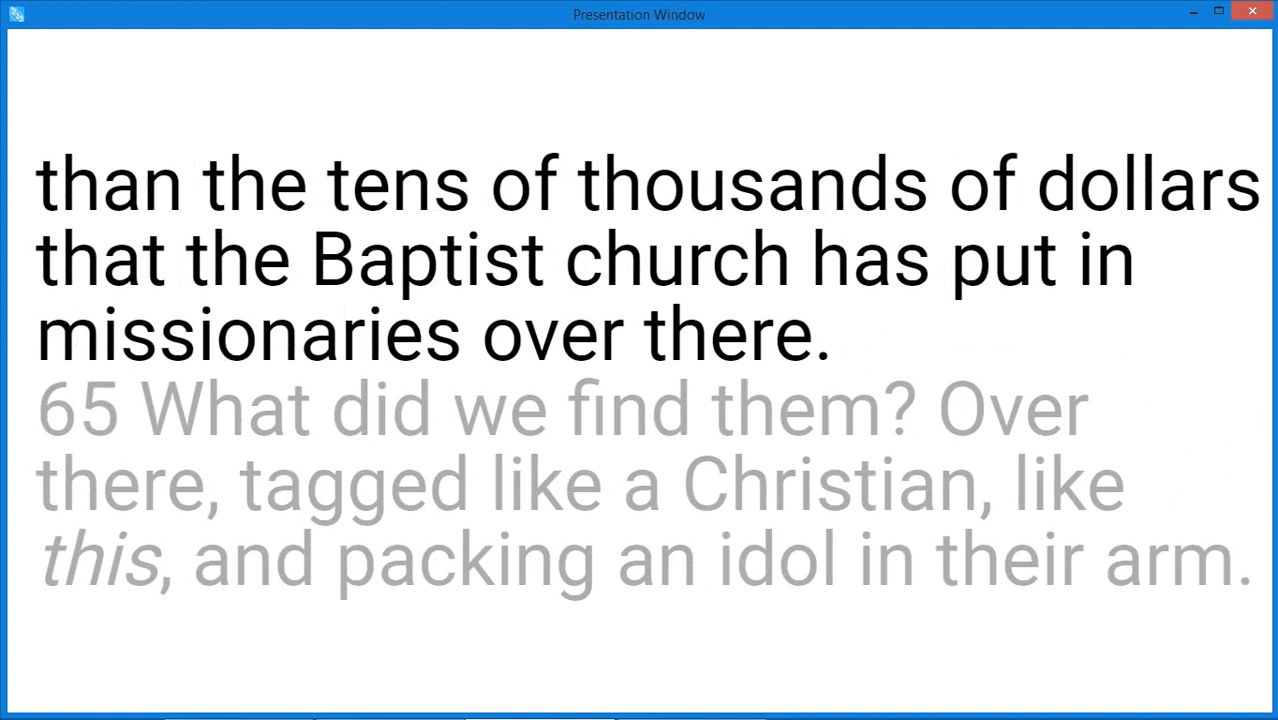 Presentation Window
than the tens of thousands of dollars
that the Baptist church has put in
missionaries over there.
65 What did we find them? Over
there, tagged like a Christian, like
this, and packing an idol in their arm.